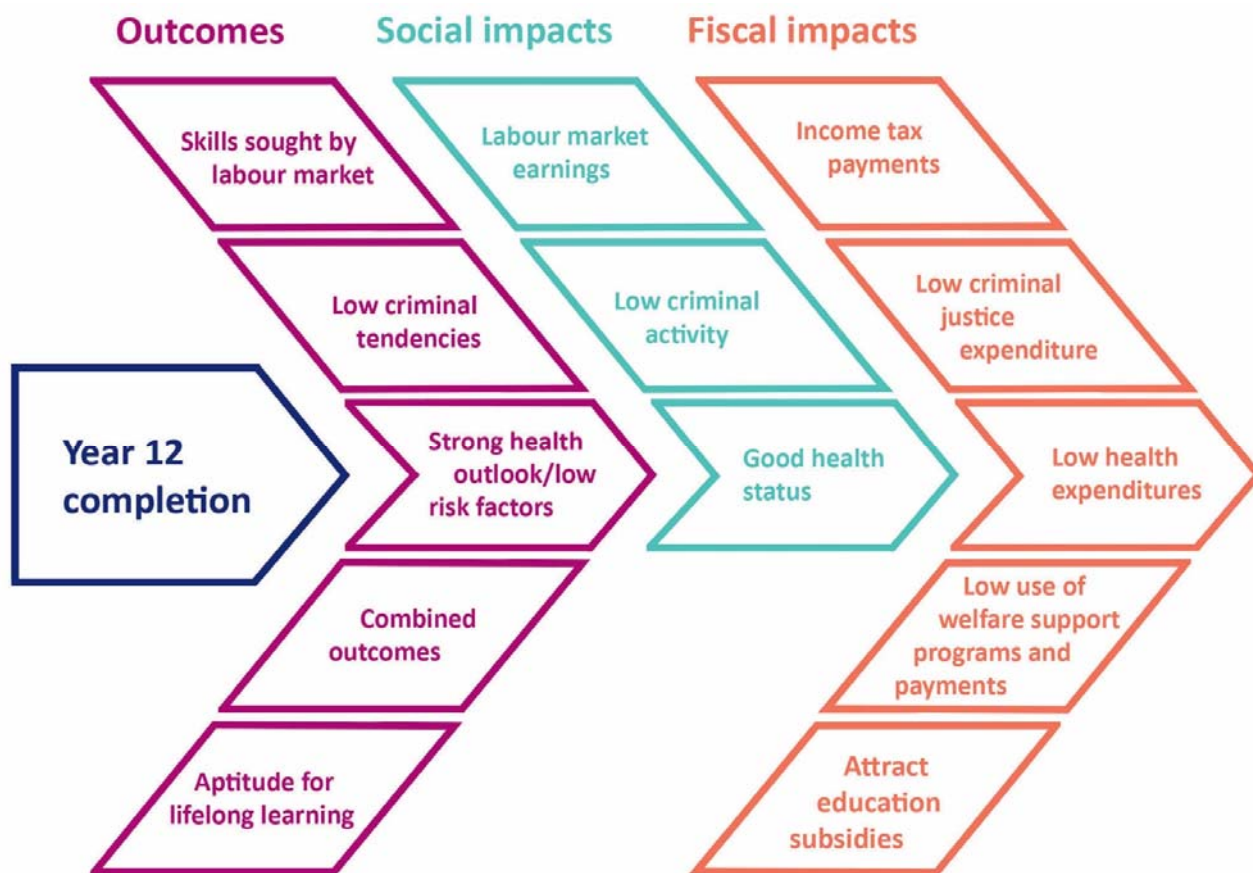 Outcomes
Social impacts
Fiscal impacts
Skills sought by
labour market
Labour market
earnings
Income tax
payments
Low criminal
tendencies
Low criminal
activity
Low criminal
justice
expenditure
Year 12
completion
Strong health
outlook/low
risk factors
Good health
status
Low health
expenditures
Combined
outcomes
Low use of
welfare support
programs and
payments
Aptitude for
lifelong learning
Attract
education
subsidies